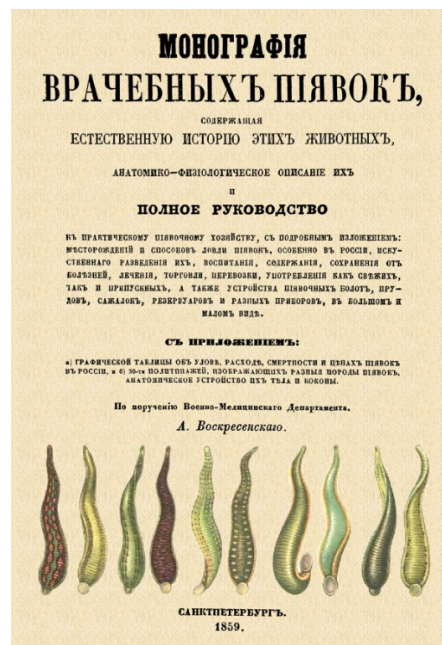 МОНОГРАФІЯ
ВРАЧЕБНЫХЪ ПІЯВОКЪ,
СОДЕРЖАЩАЯ
ЕСТЕСТВЕННУЮ ИСТОРІЮ ЭТИХЪ ЖИВОТНЫХЪ,
АНАТОМИКО-ФИЗІОЛОГИЧЕСКОЕ ОПИСАНІЕ ИХЪ
И
ПОЛНОЕ РУКОВОДСТВО
КЪ ПРАКТИЧЕСКОМУ ПІЯВОЧНОМУ ХОЗЯЙСТВУ, СЪ ПОДРОБНЫМЪ ИЗЛОЖЕНІЕМЪ:
МѢСТОРОЖДЕНІЙ И СПОСОБОВЪ ЛОВЛИ ПІЯВОКЪ, ОСОБЕННО ВЪ РОССІИ, ИСКУ-
СТВЕННАГО РАЗВЕДЕНІЯ ИХЪ, ВОСПИТАНІЯ, СОДЕРЖАНІЯ, СОХРАНЕНІЯ ОТЪ
БОЛѢЗНЕЙ, ЛЕЧЕНІЯ, ТОРГОВЛИ, ПЕРЕВОЗКИ, УПОТРЕБЛЕНІЯ КАКЪ СВѢЖИХЪ,
ТАКЪ И ПРИПУСКНЫХЪ, А ТАКЖЕ УСТРОЙСТВА ПІЯВОЧНЫХЪ БОЛОТЪ, ПРУ-
ДОВЪ, САЖАЛОКЪ, РЕЗЕРВУАРОВЪ И РАЗНЫХЪ ПРИБОРОВЪ, ВЪ БОЛЬШОМЪ И
МАЛОМЪ ВИДѢ.
СЪ ПРИЛОЖЕНІЕМЪ:
а) ГРАФИЧЕСКОЙ ТАБЛИЦЫ ОБЪ УЛОВѢ, РАСХОДѢ, СМЕРТНОСТИ И ЦѢНАХЪ ПІЯВОКЪ
ВЪ РОССІИ, и б) 30-ти ПОЛИТИПАЖЕЙ, ИЗОБРАЖАЮЩИХЪ РАЗНЫЯ ПОРОДЫ ПІЯВОКЪ,
АНАТОМИЧЕСКОЕ УСТРОЙСТВО ИХЪ ТѢЛА И КОКОНЫ.
По порученію Военно-Медицинскаго Департамента.
А. Воскресенскаго.
САНКТПЕТЕРБУРГЪ.
1859.